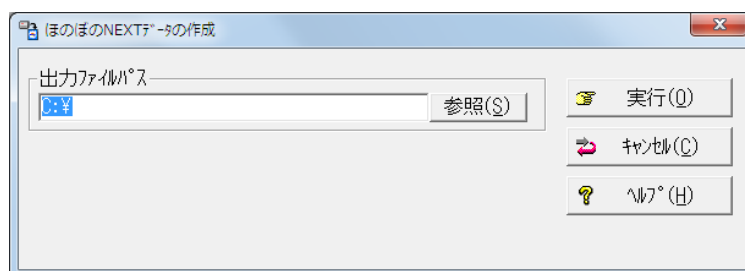 ほのぼのNEXTﾃﾞｰﾀの作成
出力ﾌｧｲﾙﾊﾟｽ
C:¥
参照(S)
実行(O)
ｷｬﾝｾﾙ(C)
ﾍﾙﾌﾟ(H)